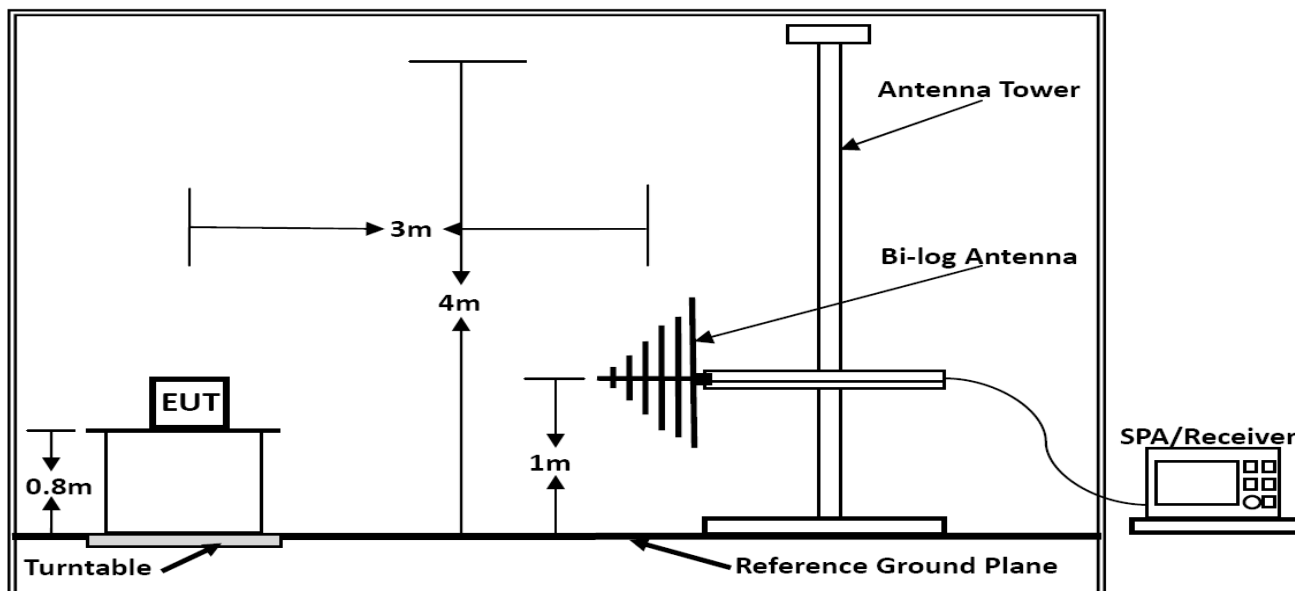 Antenna Tower
3m
Bi-log Antenna
4m
EUT
SPA/Receiver
1m
0.8m
Turntable
Reference Ground Plane